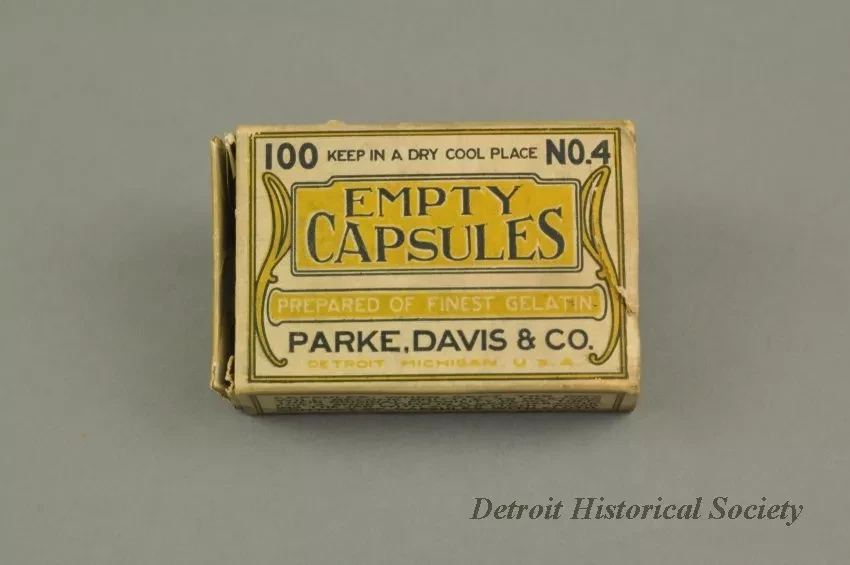 100 KEEP IN A DRY COOL PLACE NO.4
EMPTY
CAPSULES
PREPARED OF FINEST GELATIN
PARKE, DAVIS & CO.
DETROIT MICHIGAN U S A
Detroit Historical Society